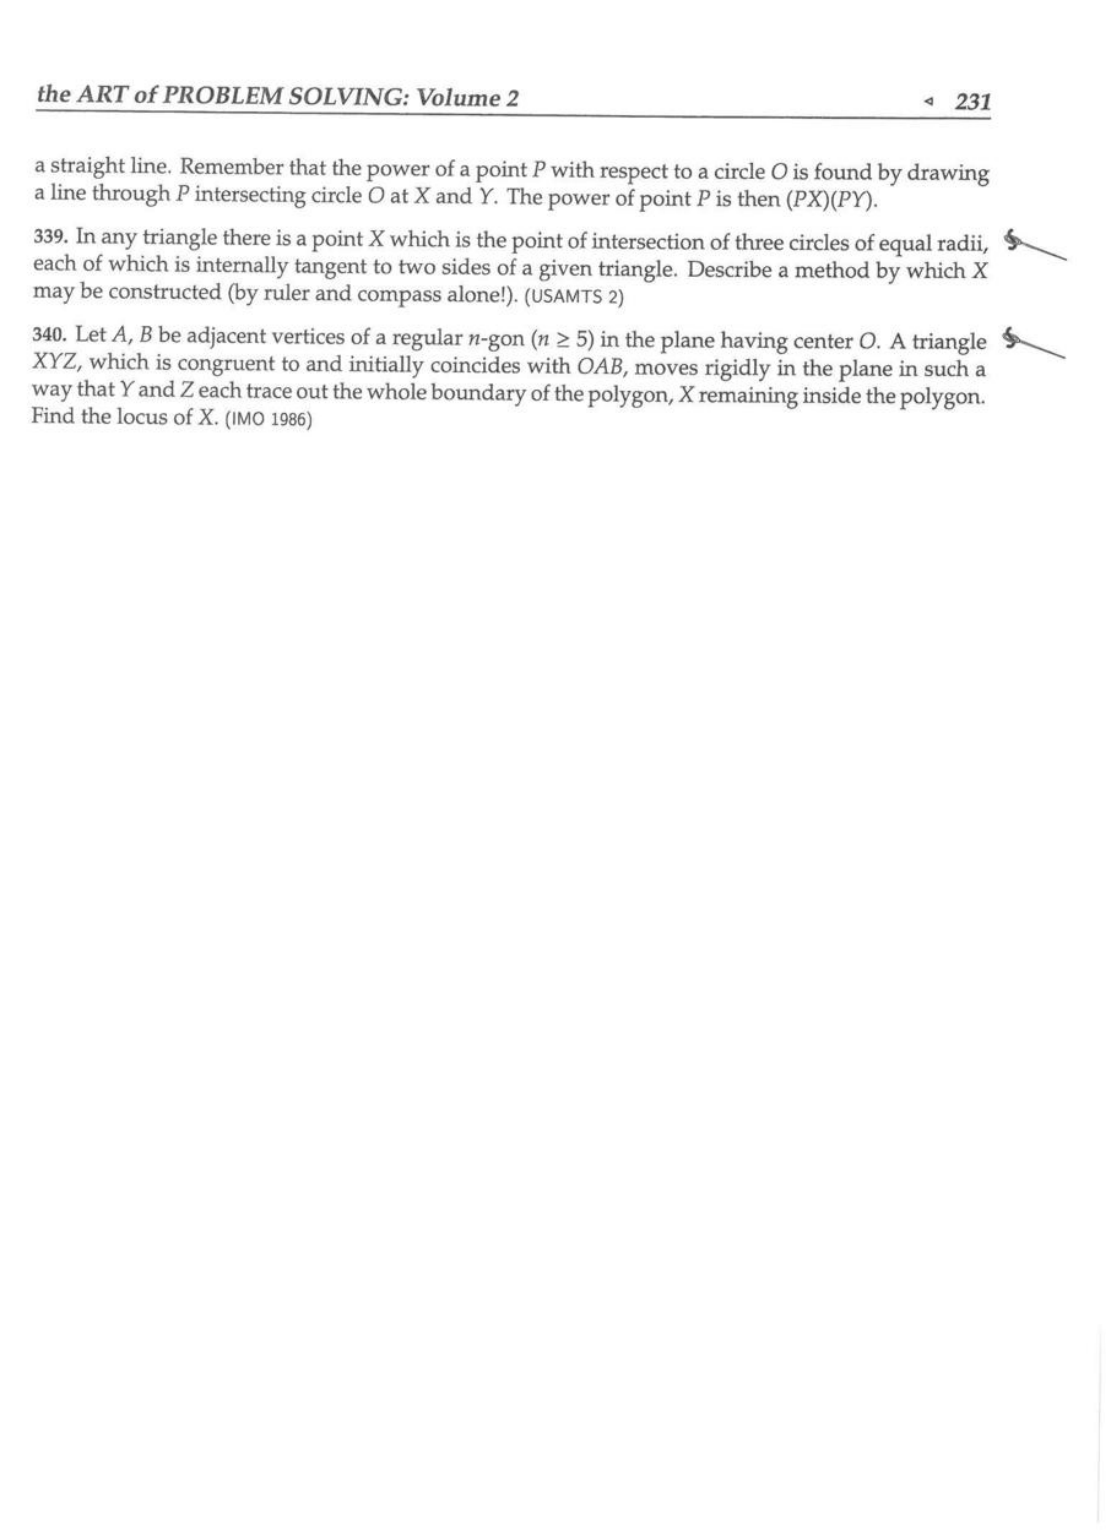 the ART of PROBLEM SOLVING: Volume 2 ◃ 231
a straight line. Remember that the power of a point P with respect to a circle O is found by drawing
a line through P intersecting circle O at X and Y. The power of point P is then (PX)(PY).
339. In any triangle there is a point X which is the point of intersection of three circles of equal radii,
each of which is internally tangent to two sides of a given triangle. Describe a method by which X
may be constructed (by ruler and compass alone!). (USAMTS 2)
340. Let A, B be adjacent vertices of a regular n-gon (n ≥ 5) in the plane having center O. A triangle
XYZ, which is congruent to and initially coincides with OAB, moves rigidly in the plane in such a
way that Y and Z each trace out the whole boundary of the polygon, X remaining inside the polygon.
Find the locus of X. (IMO 1986)